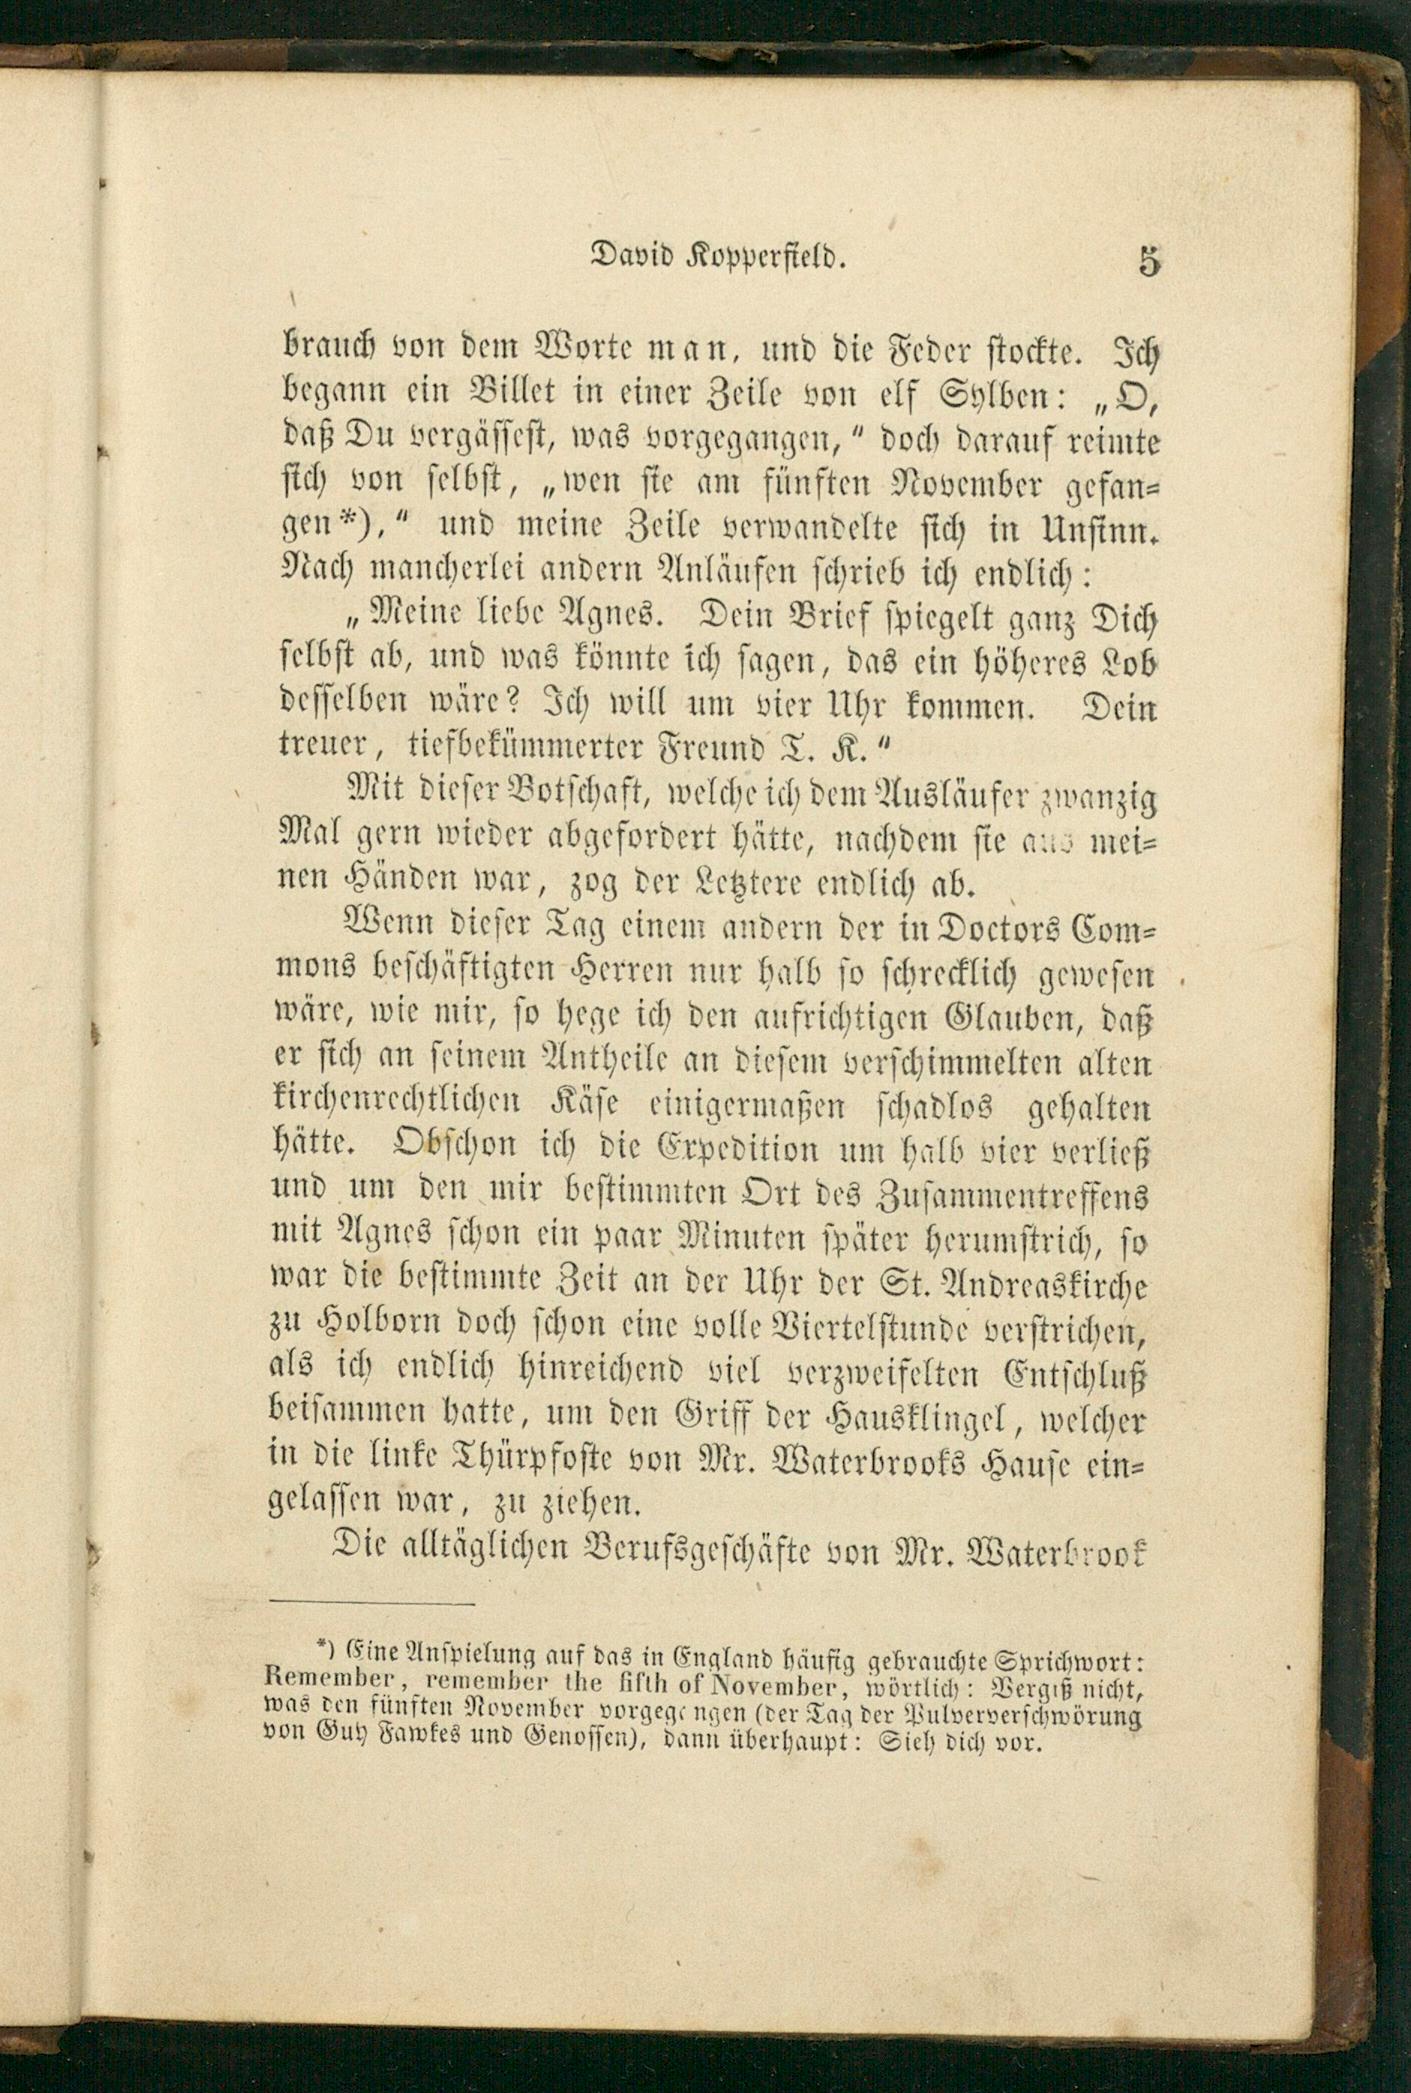 David Kopperfield. 5
brauch von dem Worte man, und die Feder stockte. Ich
begann ein Billet in einer Zeile von elf Sylben: „O,
daß Du vergässest, was vorgegangen,“ doch darauf reimte
sich von selbst, „wen sie am fünften November gefan-
gen*),“ und meine Zeile verwandelte sich in Unsinn.
Nach mancherlei andern Anläufen schrieb ich endlich:
„Meine liebe Agnes. Dein Brief spiegelt ganz Dich
selbst ab, und was könnte ich sagen, das ein höheres Lob
desselben wäre? Ich will um vier Uhr kommen. Dein
treuer, tiefbekümmerter Freund T. K.“
Mit dieser Botschaft, welche ich dem Ausläufer zwanzig
Mal gern wieder abgefordert hätte, nachdem sie aus mei-
nen Händen war, zog der Letztere endlich ab.
Wenn dieser Tag einem andern der in Doctors Com-
mons beschäftigten Herren nur halb so schrecklich gewesen
wäre, wie mir, so hege ich den aufrichtigen Glauben, daß
er sich an seinem Antheile an diesem verschimmelten alten
kirchenrechtlichen Käse einigermaßen schadlos gehalten
hätte. Obschon ich die Expedition um halb vier verließ
und um den mir bestimmten Ort des Zusammentreffens
mit Agnes schon ein paar Minuten später herumstrich, so
war die bestimmte Zeit an der Uhr der St. Andreaskirche
zu Holborn doch schon eine volle Viertelstunde verstrichen,
als ich endlich hinreichend viel verzweifelten Entschluß
beisammen hatte, um den Griff der Hausklingel, welcher
in die linke Thürpfoste von Mr. Waterbrooks Hause ein-
gelassen war, zu ziehen.
Die alltäglichen Berufsgeschäfte von Mr. Waterbrook
*) Eine Anspielung auf das in England häufig gebrauchte Sprichwort:
Remember, remember the fifth of November, wörtlich: Vergiß nicht,
was den fünften November vorgegangen (der Tag der Pulververschwörung
von Guy Fawkes und Genossen), dann überhaupt: Sieh dich vor.